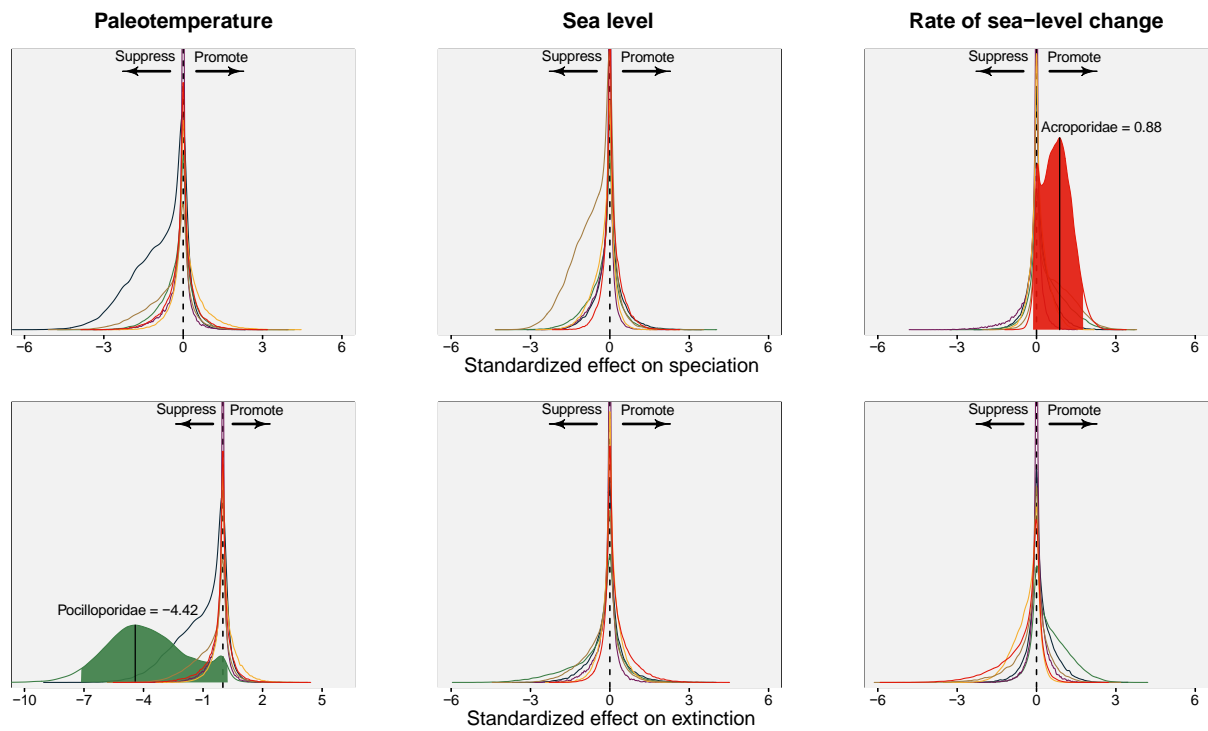 Paleotemperature Sea level Rate of sea−level change
Suppress Promote Suppress Promote Suppress Promote
Acroporidae = 0.88
−6 −3 0 3 6 −6 −3 0 3 6 −6 −3 0 3 6
Standardized effect on speciation
Suppress Promote Suppress Promote Suppress Promote
Pocilloporidae = −4.42
−10 −7 −4 −1 2 5 −6 −3 0 3 6 −6 −3 0 3 6
Standardized effect on extinction